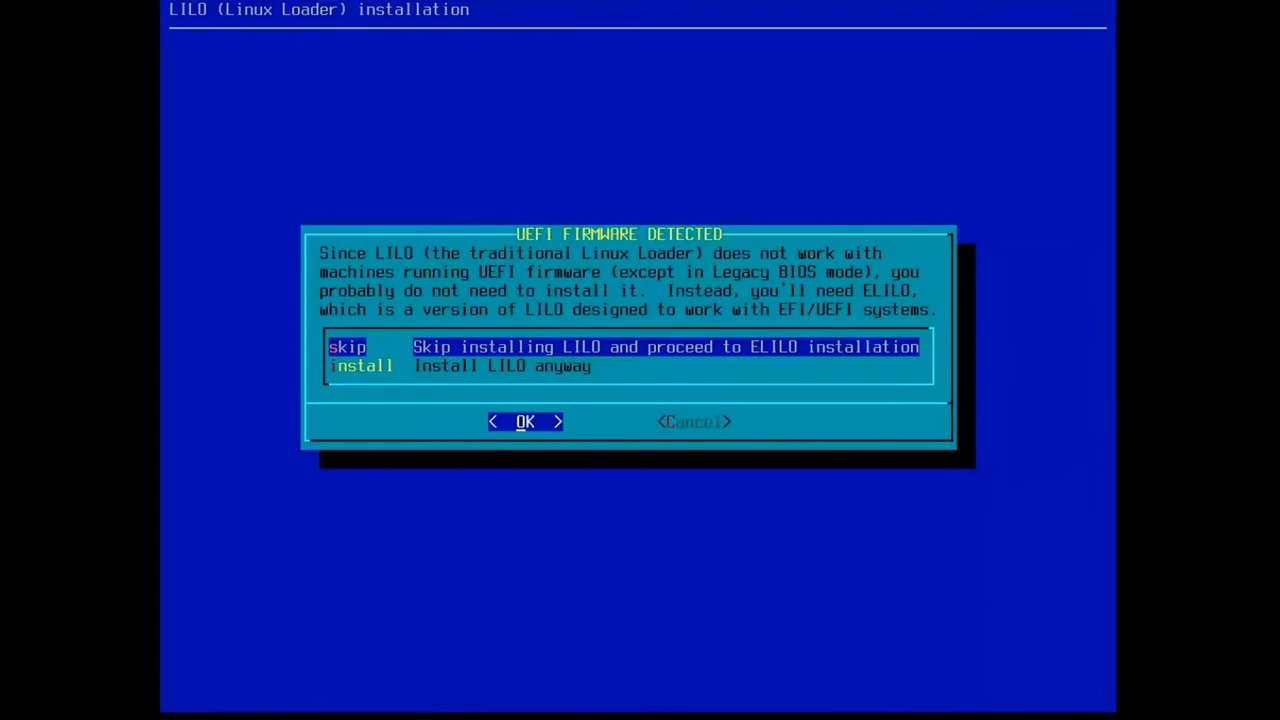 LILO (Linux Loader) installation
UEFI FIRMWARE DETECTED
Since LILO (the traditional Linux Loader) does not work with
machines running UEFI firmware (except in Legacy BIOS mode), you
probably do not need to install it.  Instead, you'll need ELILO,
which is a version of LILO designed to work with EFI/UEFI systems.
skip     Skip installing LILO and proceed to ELILO installation
install  Install LILO anyway
<  OK  >        <Cancel>